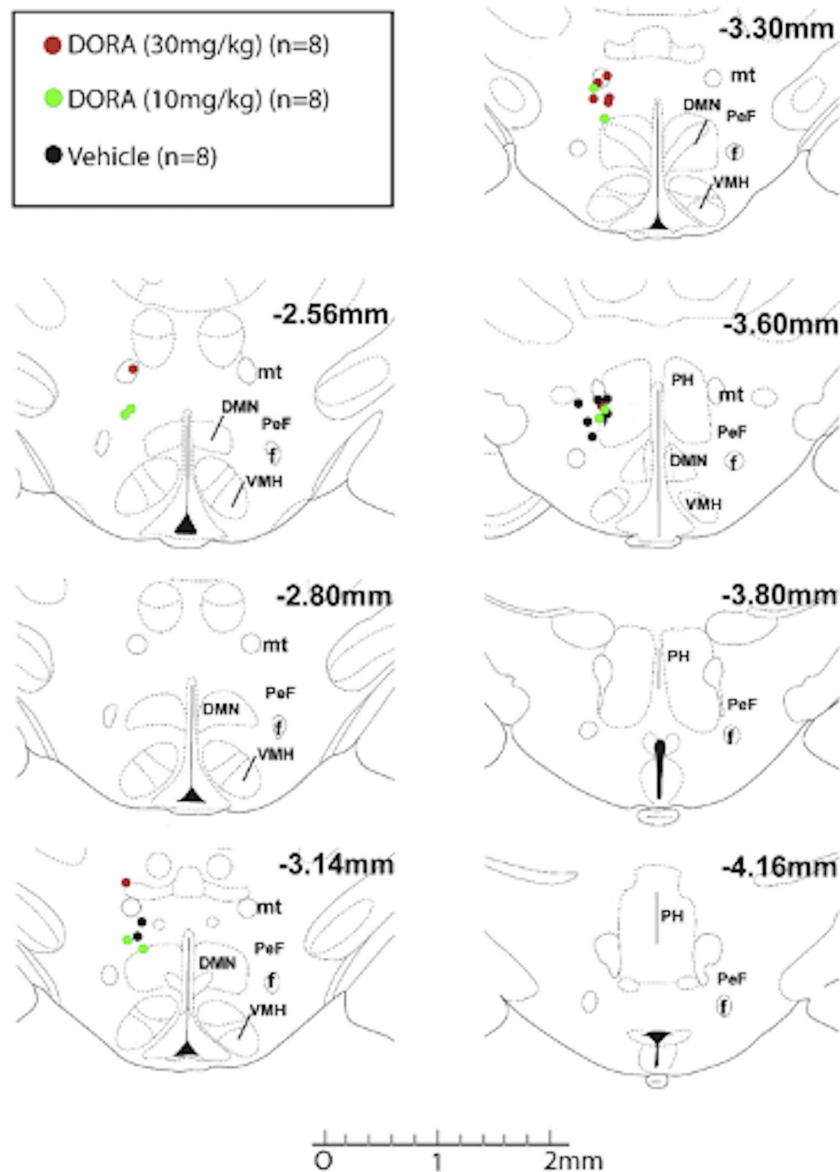 DORA (30mg/kg) (n=8)
DORA (10mg/kg) (n=8)
Vehicle (n=8)
-3.30mm
mt
DMN
PeF
f
VMH
-2.56mm
mt
DMN
PeF
f
VMH
-3.60mm
PH
mt
PeF
DMN
f
VMH
-2.80mm
mt
PeF
DMN
f
VMH
-3.80mm
PH
PeF
f
-3.14mm
mt
PeF
DMN
f
VMH
-4.16mm
PH
PeF
f
O 1 2mm